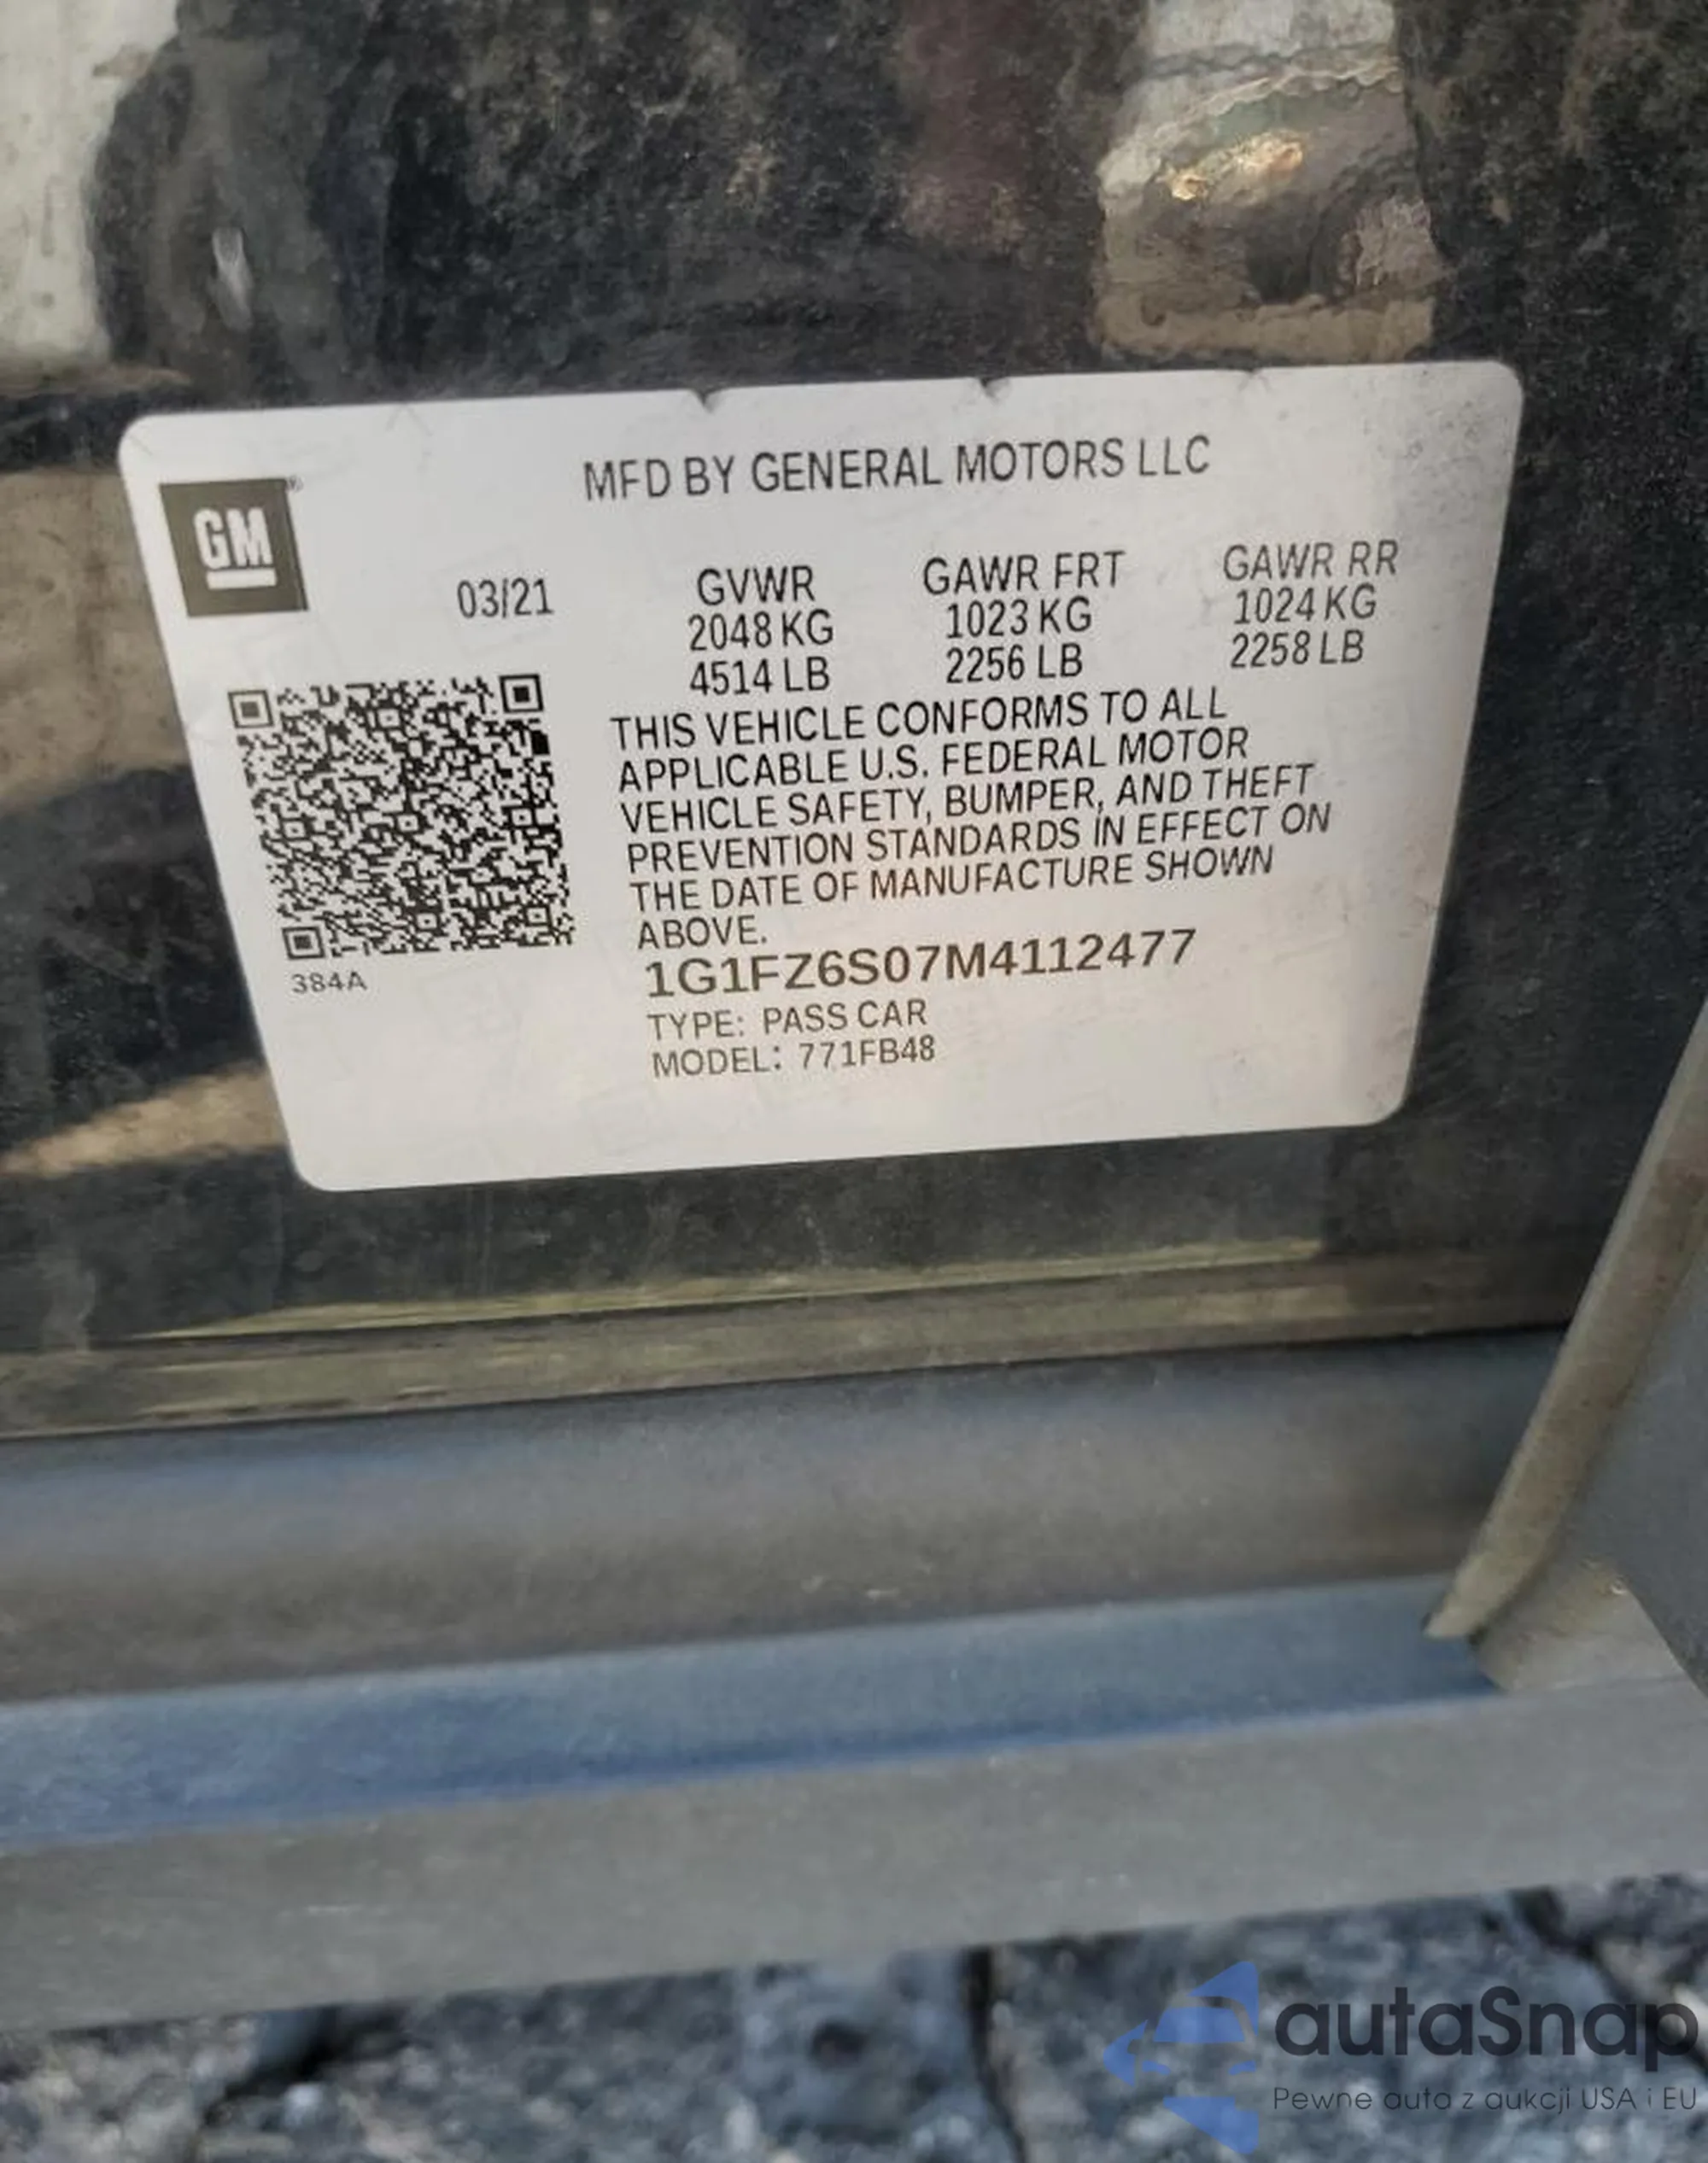 MFD BY GENERAL MOTORS LLC
GM
®
03/21
GVWR
2048 KG
4514 LB
GAWR FRT
1023 KG
2256 LB
GAWR RR
1024 KG
2258 LB
THIS VEHICLE CONFORMS TO ALL
APPLICABLE U.S. FEDERAL MOTOR
VEHICLE SAFETY, BUMPER, AND THEFT
PREVENTION STANDARDS IN EFFECT ON
THE DATE OF MANUFACTURE SHOWN
ABOVE.
384A
1G1FZ6S07M4112477
TYPE: PASS CAR
MODEL: 771FB48
autaSnap
Pewne auta z aukcji USA i EU